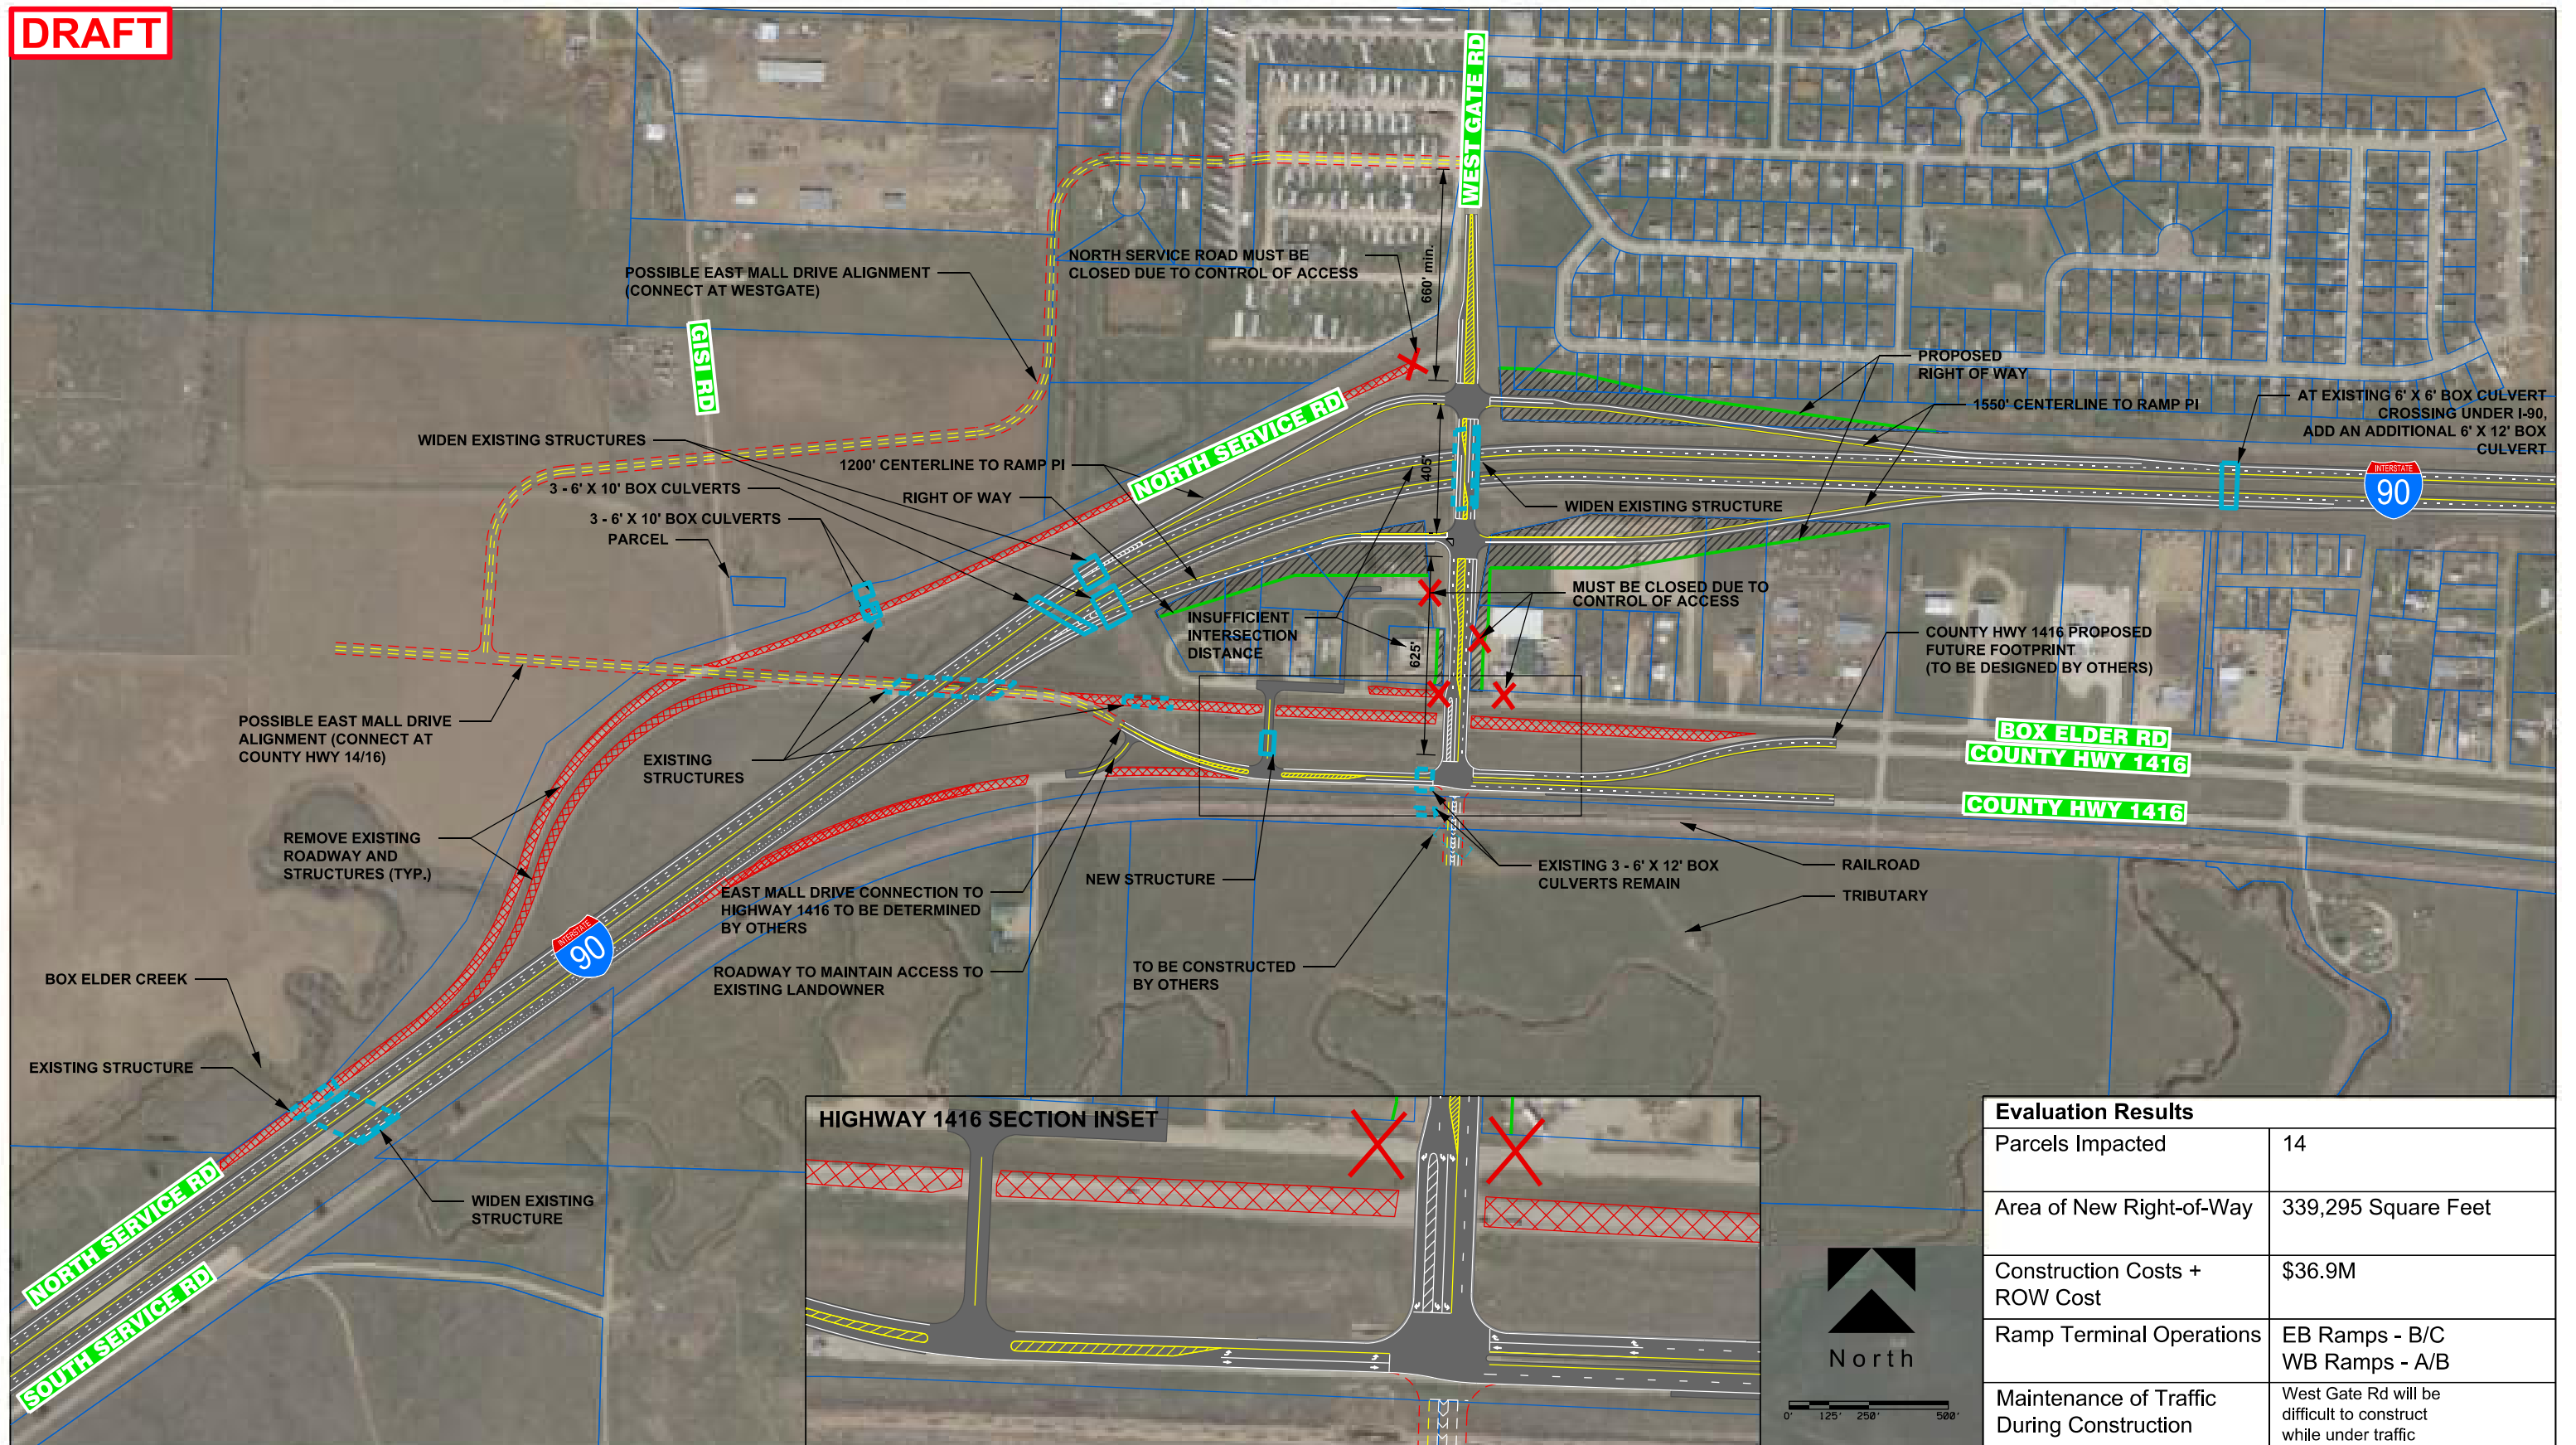 DRAFT
WEST GATE RD
POSSIBLE EAST MALL DRIVE ALIGNMENT
(CONNECT AT WESTGATE)
NORTH SERVICE ROAD MUST BE
CLOSED DUE TO CONTROL OF ACCESS
660' min.
GISI RD
PROPOSED
RIGHT OF WAY
1550' CENTERLINE TO RAMP PI
AT EXISTING 6' X 6' BOX CULVERT
CROSSING UNDER I-90,
ADD AN ADDITIONAL 6' X 12' BOX
CULVERT
NORTH SERVICE RD
WIDEN EXISTING STRUCTURES
1200' CENTERLINE TO RAMP PI
405'
3 - 6' X 10' BOX CULVERTS
RIGHT OF WAY
WIDEN EXISTING STRUCTURE
INTERSTATE
90
3 - 6' X 10' BOX CULVERTS
PARCEL
MUST BE CLOSED DUE TO
CONTROL OF ACCESS
INSUFFICIENT
INTERSECTION
DISTANCE
625'
COUNTY HWY 1416 PROPOSED
FUTURE FOOTPRINT
(TO BE DESIGNED BY OTHERS)
POSSIBLE EAST MALL DRIVE
ALIGNMENT (CONNECT AT
COUNTY HWY 14/16)
EXISTING
STRUCTURES
BOX ELDER RD
COUNTY HWY 1416
COUNTY HWY 1416
REMOVE EXISTING
ROADWAY AND
STRUCTURES (TYP.)
EAST MALL DRIVE CONNECTION TO
HIGHWAY 1416 TO BE DETERMINED
BY OTHERS
NEW STRUCTURE
EXISTING 3 - 6' X 12' BOX
CULVERTS REMAIN
RAILROAD
TRIBUTARY
INTERSTATE
90
ROADWAY TO MAINTAIN ACCESS TO
EXISTING LANDOWNER
TO BE CONSTRUCTED
BY OTHERS
BOX ELDER CREEK
EXISTING STRUCTURE
WIDEN EXISTING
STRUCTURE
NORTH SERVICE RD
SOUTH SERVICE RD
HIGHWAY 1416 SECTION INSET
North
0' 125' 250' 500'
Evaluation Results
Parcels Impacted 14
Area of New Right-of-Way 339,295 Square Feet
Construction Costs + $36.9M
ROW Cost
Ramp Terminal Operations EB Ramps - B/C
WB Ramps - A/B
Maintenance of Traffic West Gate Rd will be
During Construction difficult to construct
while under traffic